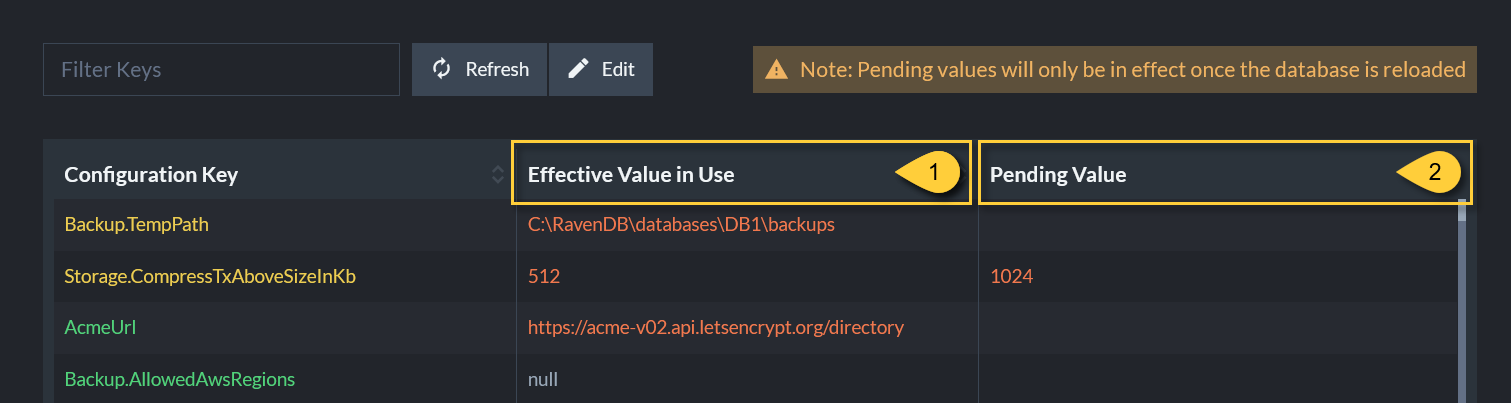 Filter Keys
Refresh
Edit
Note: Pending values will only be in effect once the database is reloaded
Configuration Key
Effective Value in Use
1
Pending Value
2
Backup.TempPath
C:\RavenDB\databases\DB1\backups
Storage.CompressTxAboveSizeInKb
512
1024
AcmeUrl
https://acme-v02.api.letsencrypt.org/directory
Backup.AllowedAwsRegions
null